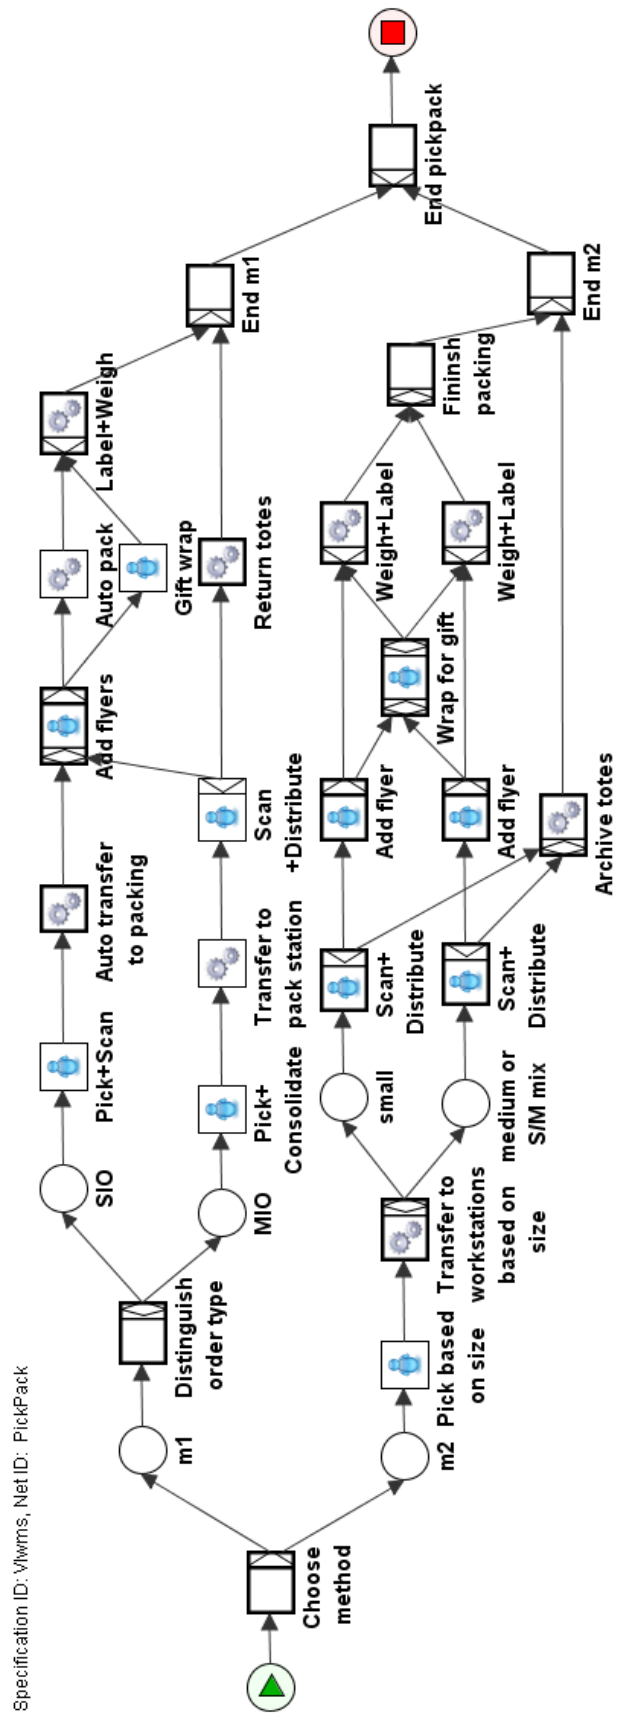 Specification ID: Vlwms, Net ID: PickPack
Choose
method
m1
m2
Distinguish
order type
Pick based
on size
SIO
MIO
Transfer to
workstations
based on
size
Pick+Scan
Pick+
Consolidate
small
medium or
S/M mix
Auto transfer
to packing
Transfer to
pack station
Scan+
Distribute
Scan+
Distribute
Add flyers
Scan
+Distribute
Add flyer
Add flyer
Archive totes
Auto pack
Gift wrap
Return totes
Wrap for gift
Label+Weigh
Weigh+Label
Weigh+Label
End m1
Fininsh
packing
End m2
End pickpack